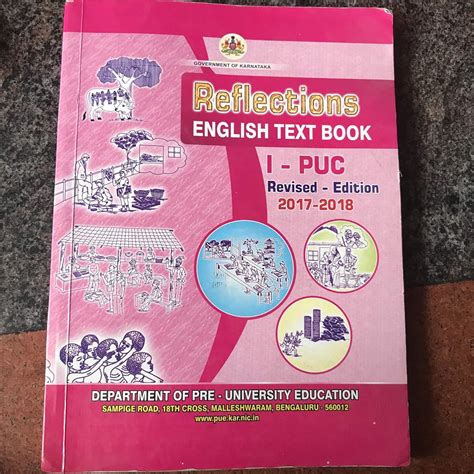 GOVERNMENT OF KARNATAKA
Reflections
ENGLISH TEXT BOOK
I - PUC
Revised - Edition
2017-2018
DEPARTMENT OF PRE - UNIVERSITY EDUCATION
SAMPIGE ROAD, 18TH CROSS, MALLESHWARAM, BENGALURU - 560012
www.pue.kar.nic.in